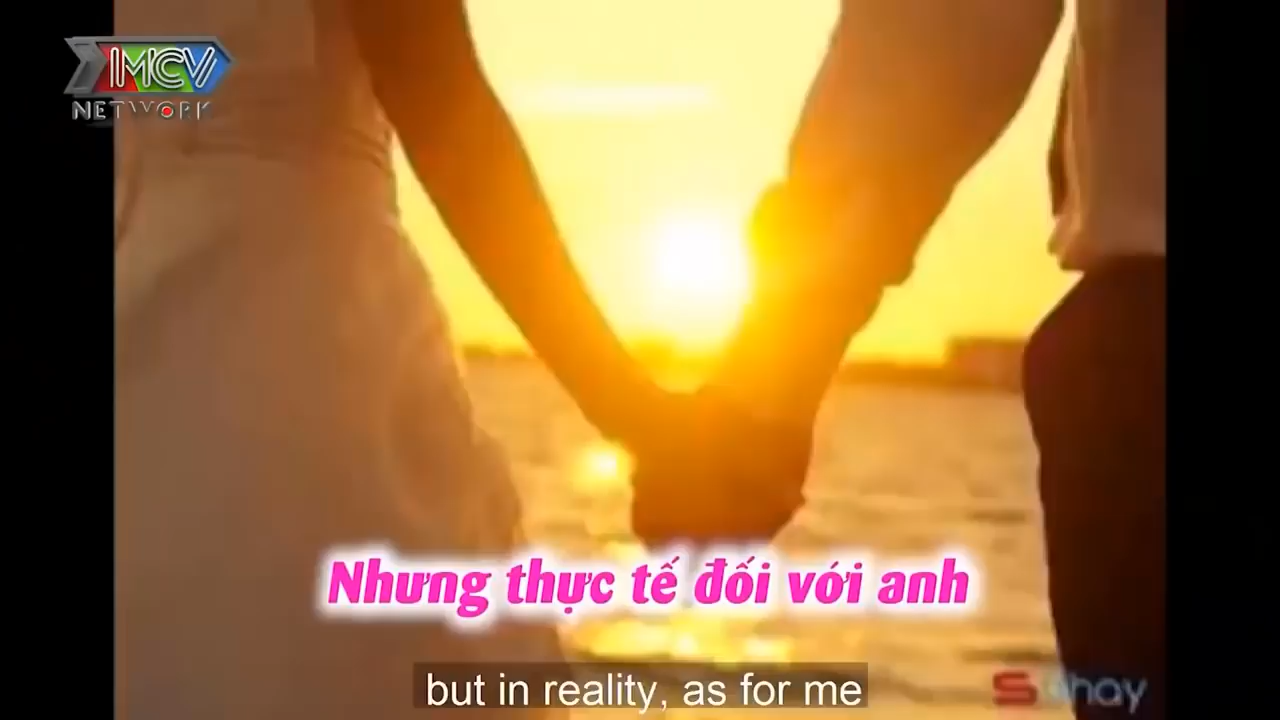 MCV
NETWORK
Nhưng thực tế đối với anh
but in reality, as for me